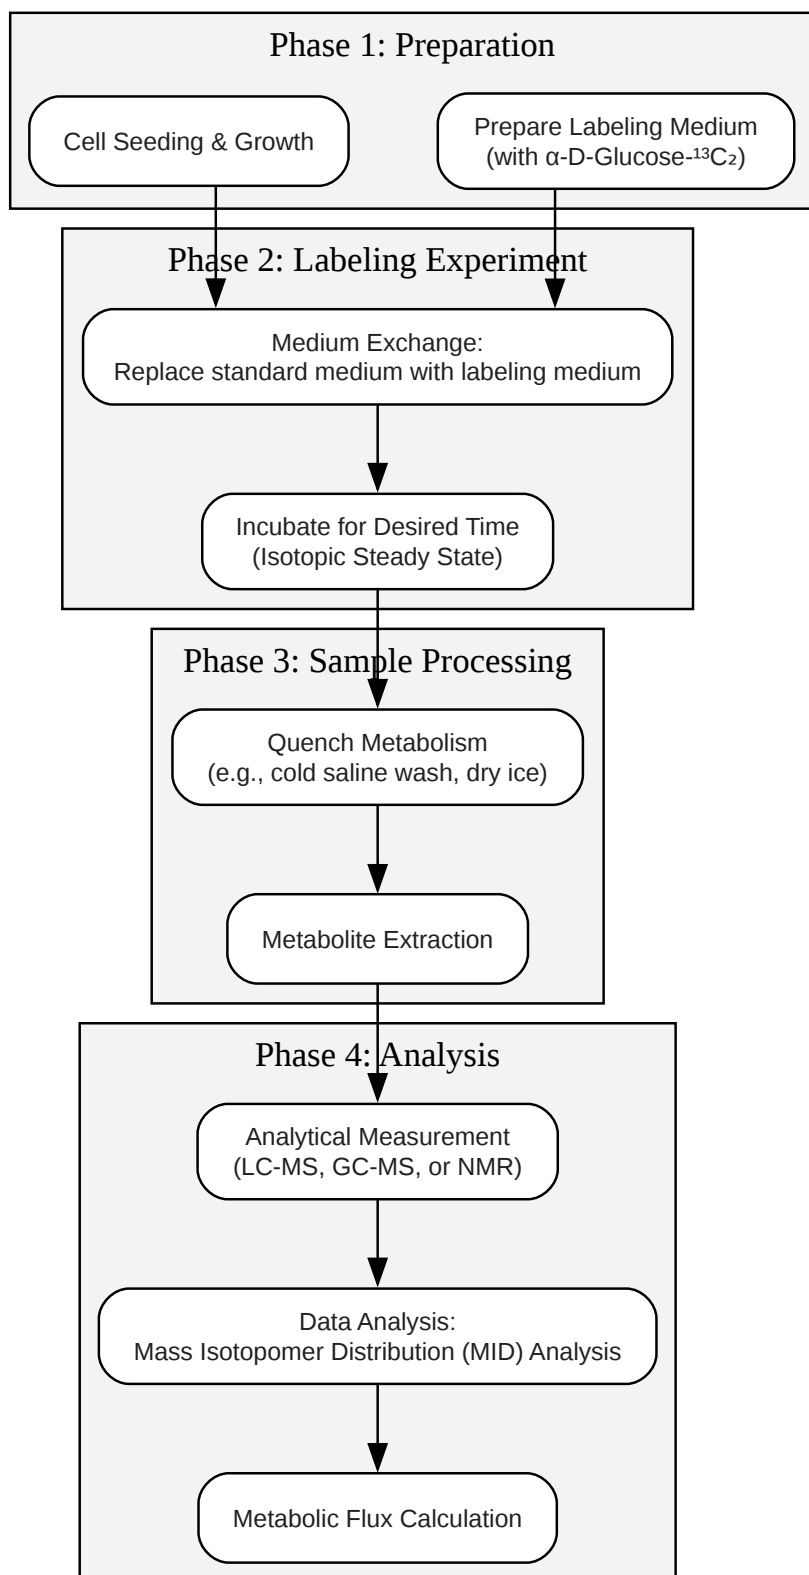 Phase 1: Preparation
Cell Seeding & Growth
Prepare Labeling Medium
(with α-D-Glucose-¹³C₂)
Phase 2: Labeling Experiment
Medium Exchange:
Replace standard medium with labeling medium
Incubate for Desired Time
(Isotopic Steady State)
Phase 3: Sample Processing
Quench Metabolism
(e.g., cold saline wash, dry ice)
Metabolite Extraction
Phase 4: Analysis
Analytical Measurement
(LC-MS, GC-MS, or NMR)
Data Analysis:
Mass Isotopomer Distribution (MID) Analysis
Metabolic Flux Calculation